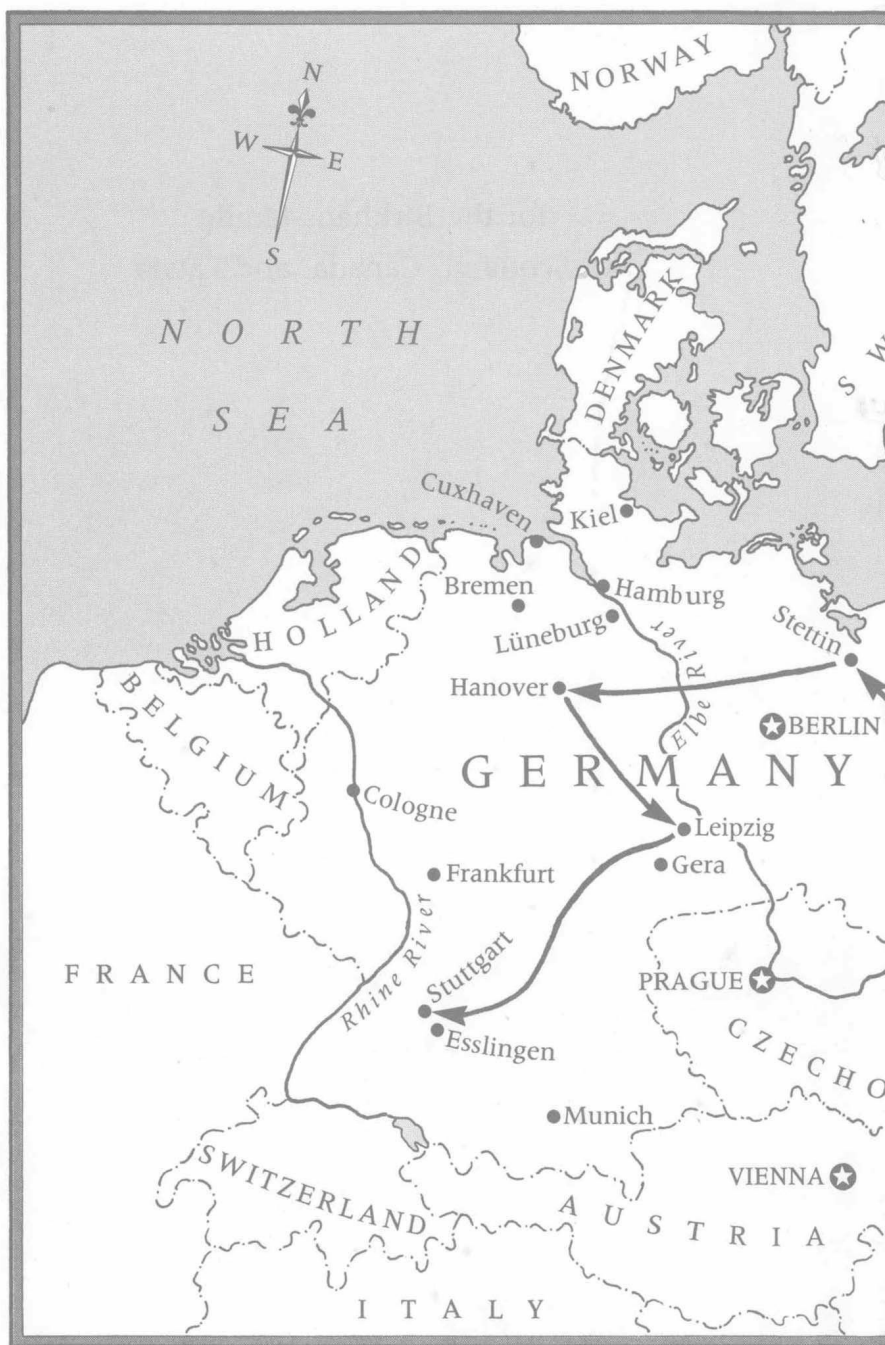 NORWAY
N
W
E
S
NORTH
SEA
DENMARK
S W
Cuxhaven
Kiel
HOLLAND
Bremen
Hamburg
Lüneburg
Elbe River
Stettin
BELGIUM
Hanover
BERLIN
GERMANY
Cologne
Leipzig
Gera
Frankfurt
Rhine River
FRANCE
Stuttgart
PRAGUE
Esslingen
CZECHO
Munich
SWITZERLAND
VIENNA
AUSTRIA
ITALY